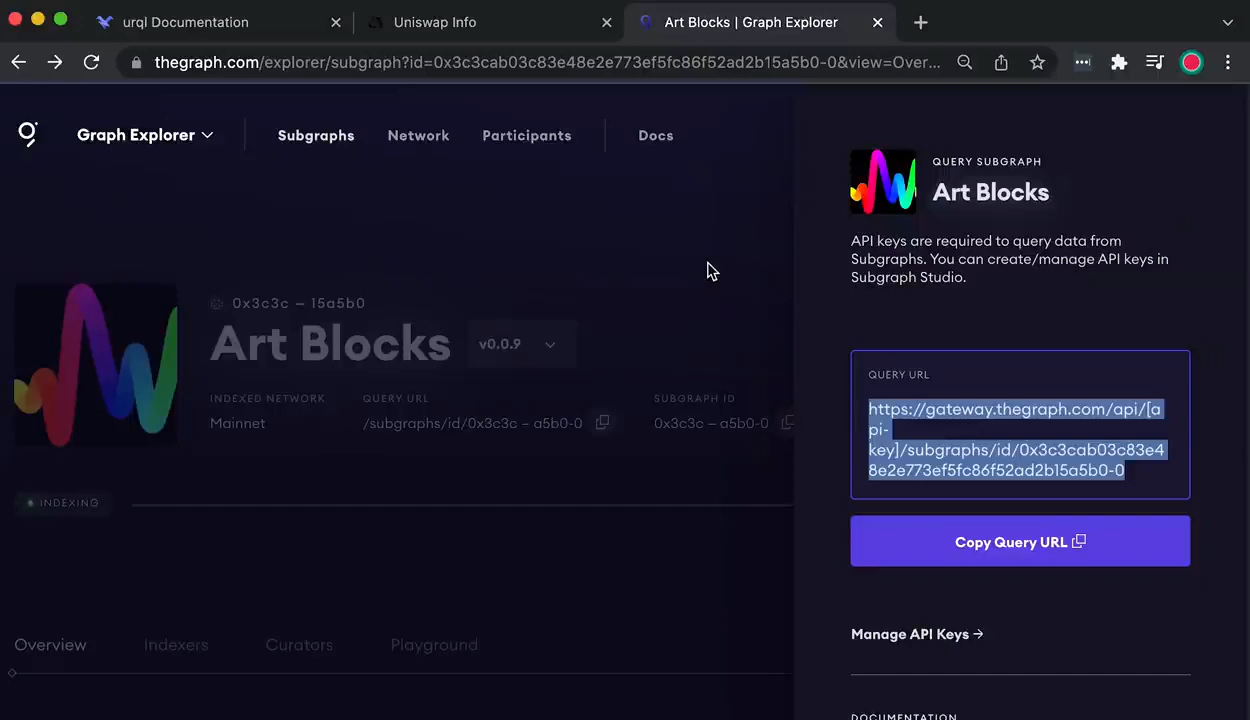 urql Documentation
Uniswap Info
Art Blocks | Graph Explorer
thegraph.com/explorer/subgraph?id=0x3c3cab03c83e48e2e773ef5fc86f52ad2b15a5b0-0&view=Over...
Graph Explorer
Subgraphs
Network
Participants
Docs
0x3c3c – 15a5b0
Art Blocks
v0.0.9
INDEXED NETWORK
QUERY URL
SUBGRAPH ID
Mainnet
/subgraphs/id/0x3c3c – a5b0-0
0x3c3c – a5b0-0
INDEXING
Overview
Indexers
Curators
Playground
QUERY SUBGRAPH
Art Blocks
API keys are required to query data from
Subgraphs. You can create/manage API keys in
Subgraph Studio.
QUERY URL
https://gateway.thegraph.com/api/[a
pi-
key]/subgraphs/id/0x3c3cab03c83e4
8e2e773ef5fc86f52ad2b15a5b0-0
Copy Query URL
Manage API Keys →
DOCUMENTATION